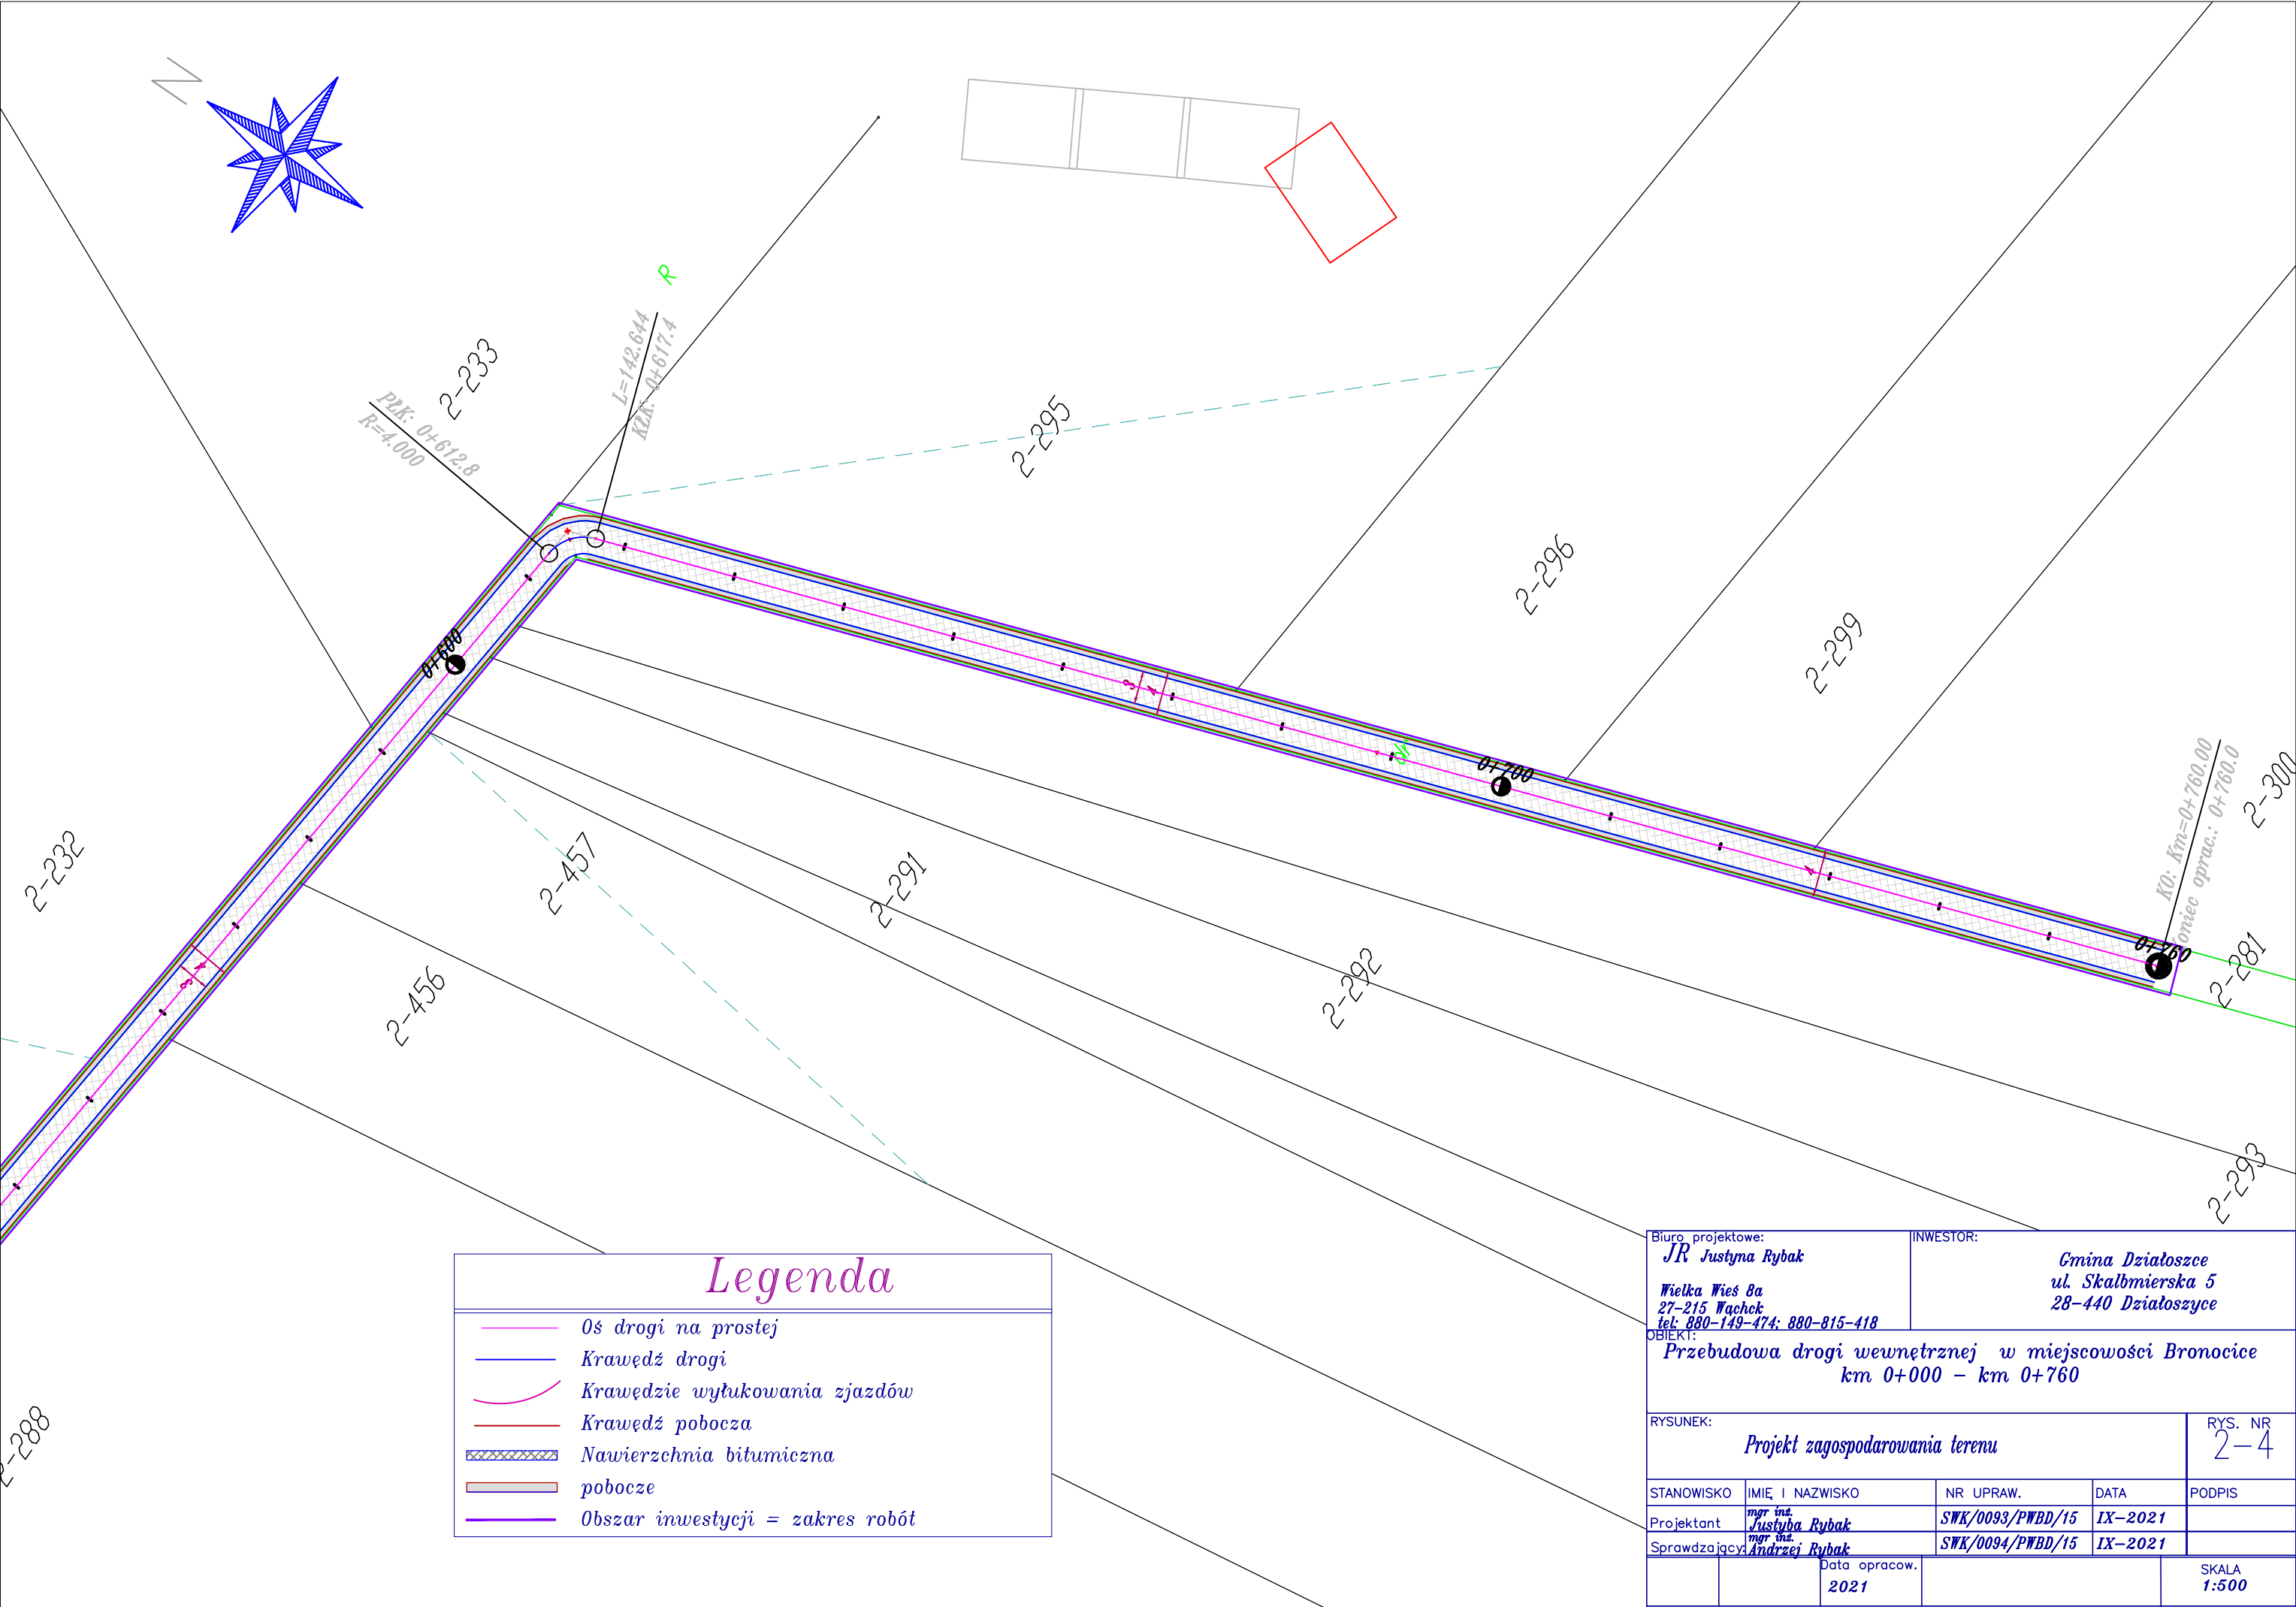 N
R
2-233
L=142.644
KŁK: 0+617.4
PŁK: 0+612.8
R=4.000
2-295
2-296
2-299
0+600
3
4
0+700
4
KO: Km=0+760.00
Koniec oprac.: 0+760.0
2-300
0+760
2-281
2-232
2-457
2-291
2-292
3
4
2-456
2-293
2-288
Legenda
Oś drogi na prostej
Krawędź drogi
Krawędzie wyłukowania zjazdów
Krawędź pobocza
Nawierzchnia bitumiczna
pobocze
Obszar inwestycji = zakres robót
Biuro projektowe:
JR Justyna Rybak
Wielka Wieś 8a
27-215 Wąchck
tel: 880-149-474; 880-815-418
INWESTOR:
Gmina Działoszce
ul. Skalbmierska 5
28-440 Działoszyce
OBIEKT:
Przebudowa drogi wewnętrznej w miejscowości Bronocice
km 0+000 - km 0+760
RYSUNEK:
Projekt zagospodarowania terenu
RYS. NR
2-4
STANOWISKO IMIĘ I NAZWISKO NR UPRAW. DATA PODPIS
Projektant mgr inż. Justyba Rybak SWK/0093/PWBD/15 IX-2021
Sprawdzający: mgr inż. Andrzej Rybak SWK/0094/PWBD/15 IX-2021
Data opracow.
2021
SKALA
1:500